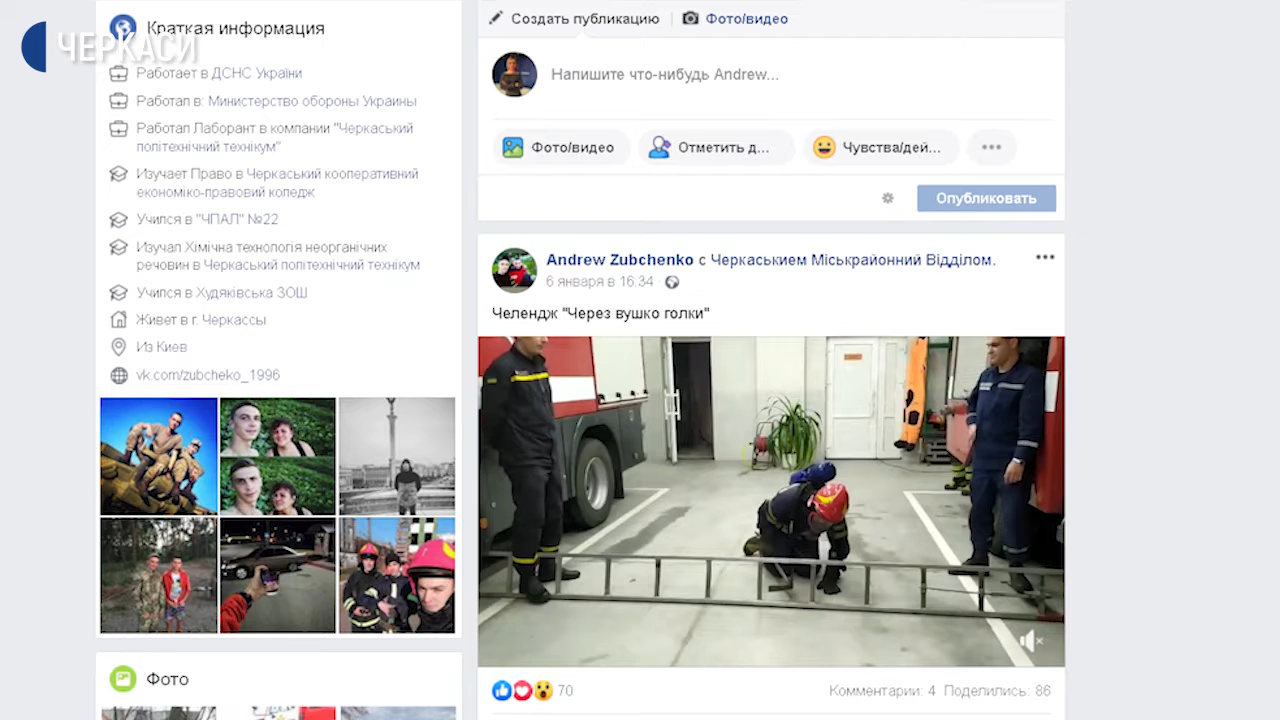 ЧЕРКАСИ
Краткая информация
Работает в ДСНС України
Работал в: Министерство обороны Украины
Работал Лаборант в компании "Черкаський
політехнічний технікум"
Изучает Право в Черкаський кооперативний
економіко-правовий коледж
Учился в "ЧПАЛ" №22
Изучал Хімічна технологія неорганічних
речовин в Черкаський політехнічний технікум
Учился в Худяківська ЗОШ
Живет в г. Черкассы
Из Киев
vk.com/zubcheko_1996
Фото
Создать публикацию
Фото/видео
Напишите что-нибудь Andrew...
Фото/видео
Отметить д...
Чувства/дей...
Опубликовать
Andrew Zubchenko с Черкаськием Міськрайонний Відділом.
6 января в 16:34
Челендж "Через вушко голки"
70
Комментарии: 4 Поделились: 86